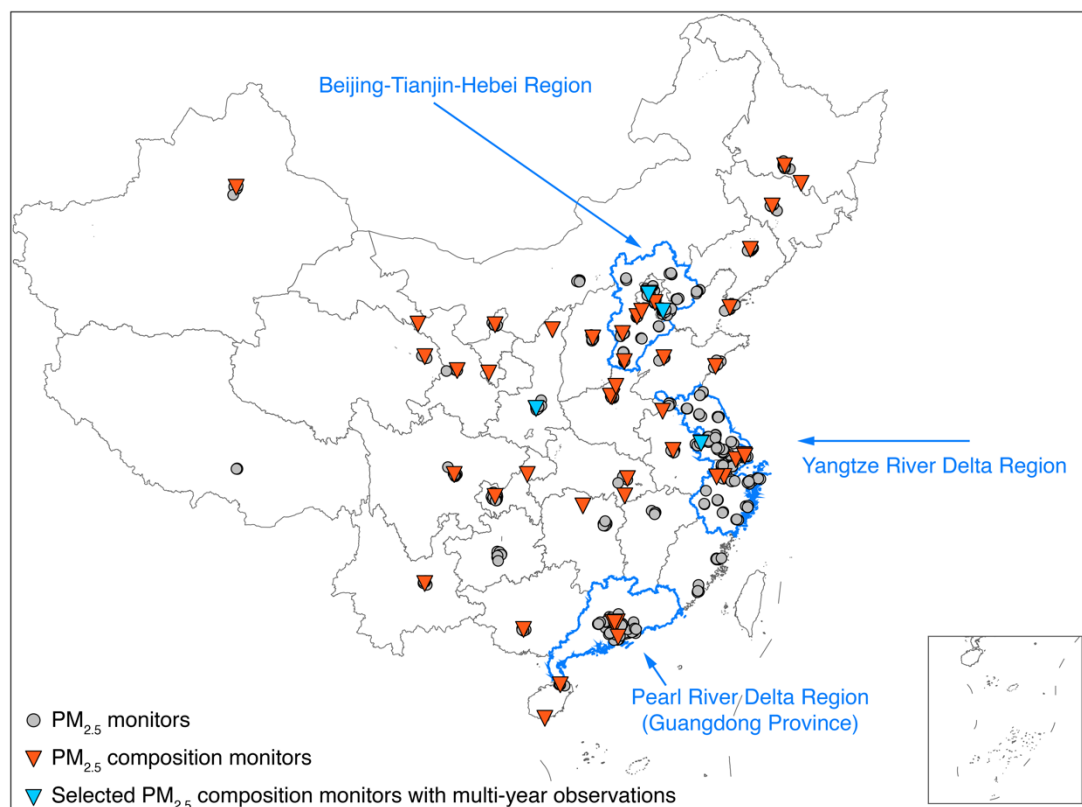 Beijing-Tianjin-Hebei Region
Yangtze River Delta Region
Pearl River Delta Region
(Guangdong Province)
PM2.5 monitors
PM2.5 composition monitors
Selected PM2.5 composition monitors with multi-year observations